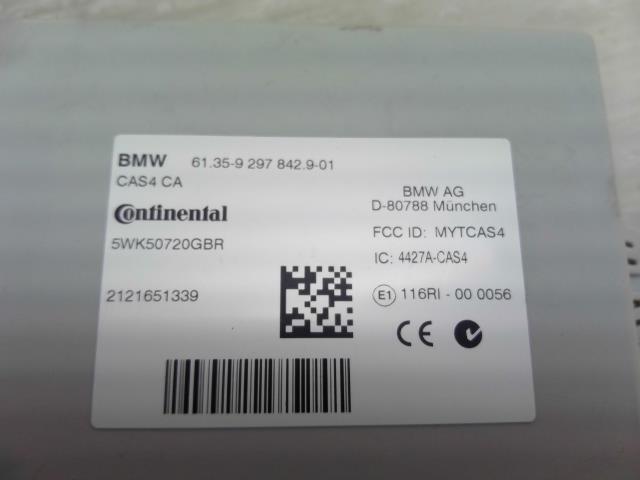 BMW 61.35-9 297 842.9-01
CAS4 CA
Continental
5WK50720GBR
2121651339
BMW AG
D-80788 München
FCC ID: MYTCAS4
IC: 4427A-CAS4
E1 116RI - 00 0056
CE